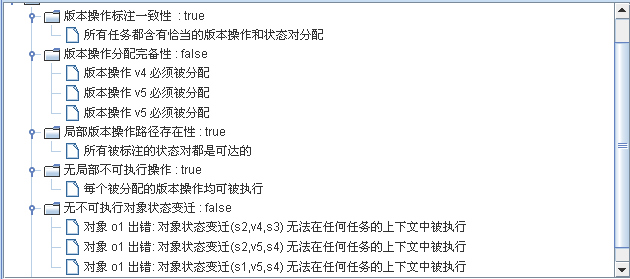 版本操作标注一致性 : true
所有任务都含有恰当的版本操作和状态对分配
版本操作分配完备性 : false
版本操作 v4 必须被分配
版本操作 v5 必须被分配
版本操作 v5 必须被分配
局部版本操作路径存在性 : true
所有被标注的状态对都是可达的
无局部不可执行操作 : true
每个被分配的版本操作均可被执行
无不可执行对象状态变迁 : false
对象 o1 出错: 对象状态变迁(s2,v4,s3) 无法在任何任务的上下文中被执行
对象 o1 出错: 对象状态变迁(s2,v5,s4) 无法在任何任务的上下文中被执行
对象 o1 出错: 对象状态变迁(s1,v5,s4) 无法在任何任务的上下文中被执行